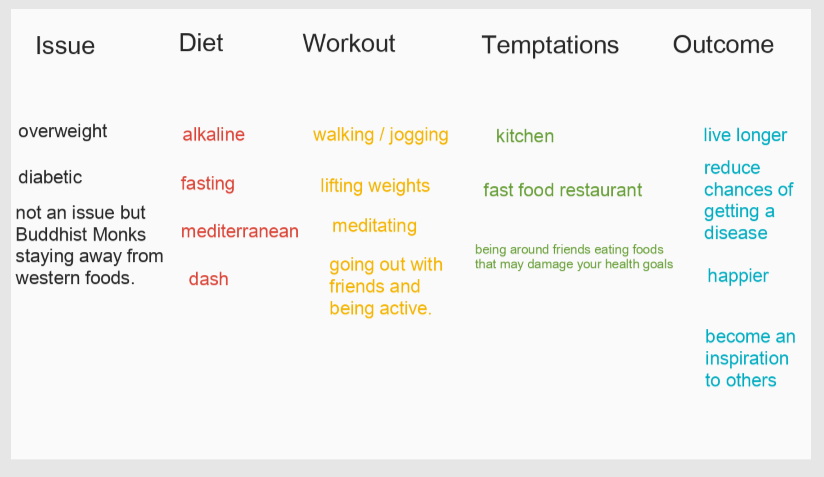 Issue
Diet
Workout
Temptations
Outcome
overweight
diabetic
not an issue but
Buddhist Monks
staying away from
western foods.
alkaline
fasting
mediterranean
dash
walking / jogging
lifting weights
meditating
going out with
friends and
being active.
kitchen
fast food restaurant
being around friends eating foods
that may damage your health goals
live longer
reduce
chances of
getting a
disease
happier
become an
inspiration
to others